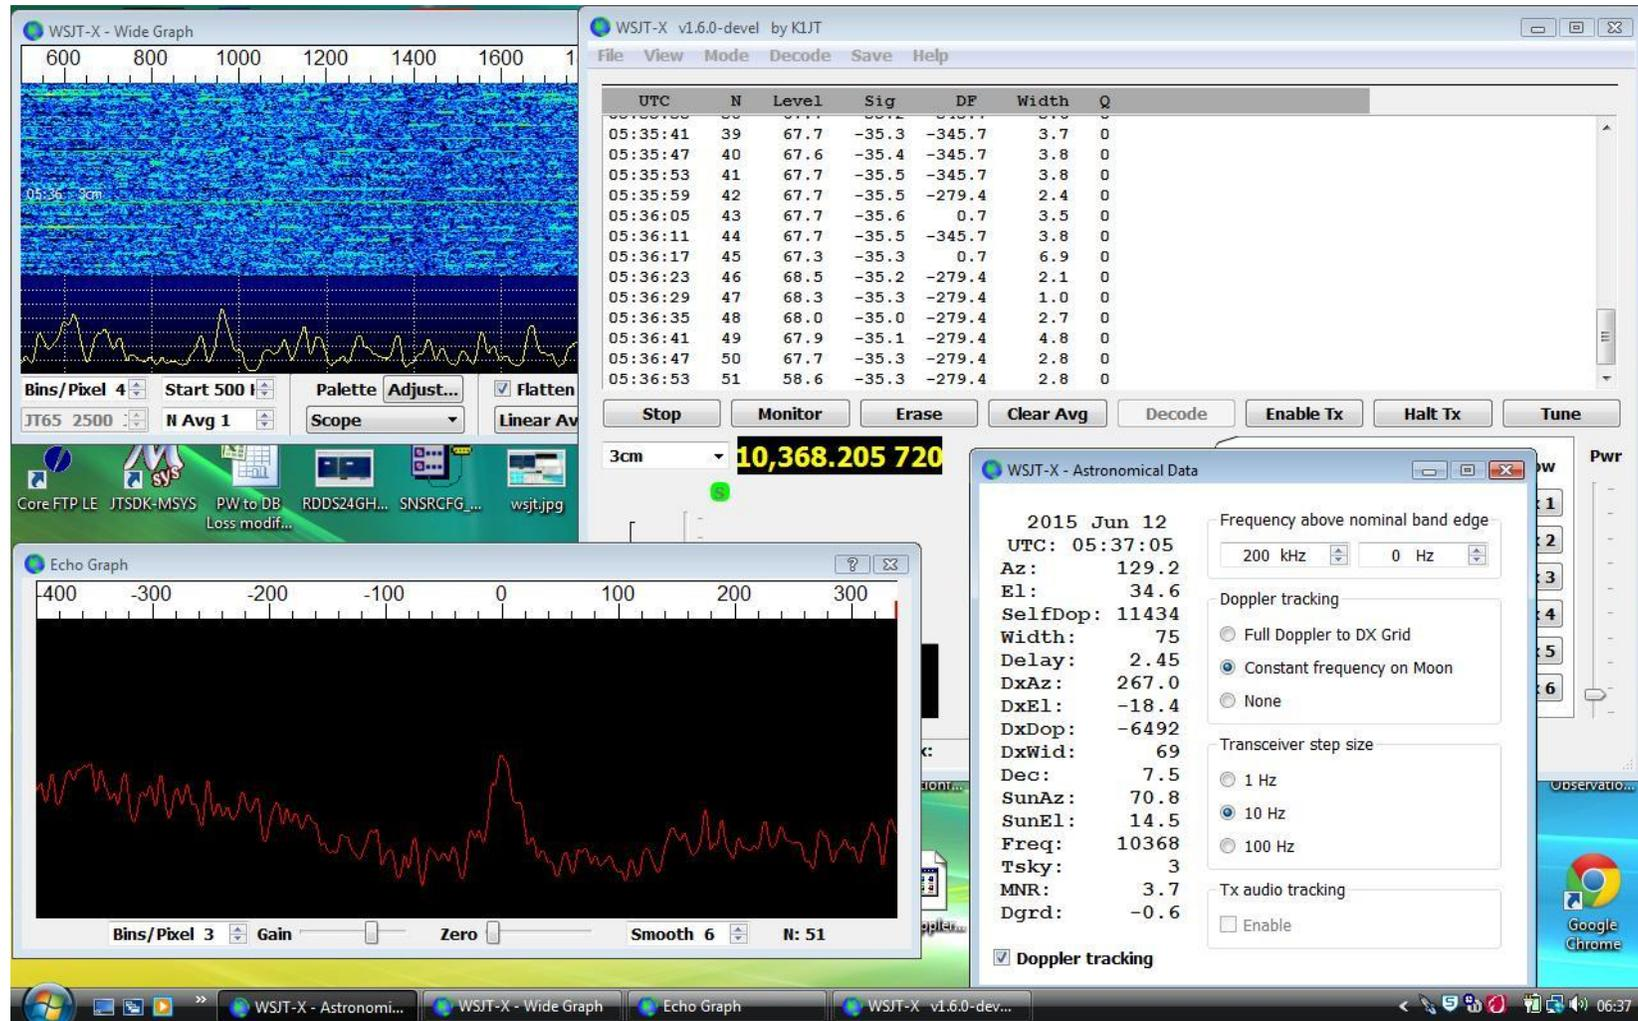 WSJT-X - Wide Graph
600 800 1000 1200 1400 1600 1
05:36 3cm
Bins/Pixel 4 Start 500 Palette Adjust... Flatten
JT65 2500 N Avg 1 Scope Linear Av
WSJT-X v1.6.0-devel by K1JT
File View Mode Decode Save Help
UTC N Level Sig DF Width Q
05:35:41 39 67.7 -35.3 -345.7 3.7 0
05:35:47 40 67.6 -35.4 -345.7 3.8 0
05:35:53 41 67.7 -35.5 -345.7 3.8 0
05:35:59 42 67.7 -35.5 -279.4 2.4 0
05:36:05 43 67.7 -35.6 0.7 3.5 0
05:36:11 44 67.7 -35.5 -345.7 3.8 0
05:36:17 45 67.3 -35.3 0.7 6.9 0
05:36:23 46 68.5 -35.2 -279.4 2.1 0
05:36:29 47 68.3 -35.3 -279.4 1.0 0
05:36:35 48 68.0 -35.0 -279.4 2.7 0
05:36:41 49 67.9 -35.1 -279.4 4.8 0
05:36:47 50 67.7 -35.3 -279.4 2.8 0
05:36:53 51 58.6 -35.3 -279.4 2.8 0
Stop Monitor Erase Clear Avg Decode Enable Tx Halt Tx Tune
3cm 10,368.205 720
S
ow Pwr
1
2
3
4
5
6
Core FTP LE JTSDK-MSYS PW to DB RDDS24GH... SNSRCFG_... wsjt.jpg
Loss modif...
Echo Graph
-400 -300 -200 -100 0 100 200 300
Bins/Pixel 3 Gain Zero Smooth 6 N: 51
WSJT-X - Astronomical Data
2015 Jun 12
UTC: 05:37:05
Az: 129.2
El: 34.6
SelfDop: 11434
Width: 75
Delay: 2.45
DxAz: 267.0
DxEl: -18.4
DxDop: -6492
DxWid: 69
Dec: 7.5
SunAz: 70.8
SunEl: 14.5
Freq: 10368
Tsky: 3
MNR: 3.7
Dgrd: -0.6
Doppler tracking
Frequency above nominal band edge
200 kHz 0 Hz
Doppler tracking
Full Doppler to DX Grid
Constant frequency on Moon
None
Transceiver step size
1 Hz
10 Hz
100 Hz
Tx audio tracking
Enable
Observatio...
Google
Chrome
WSJT-X - Astronomi... WSJT-X - Wide Graph Echo Graph WSJT-X v1.6.0-dev... 06:37